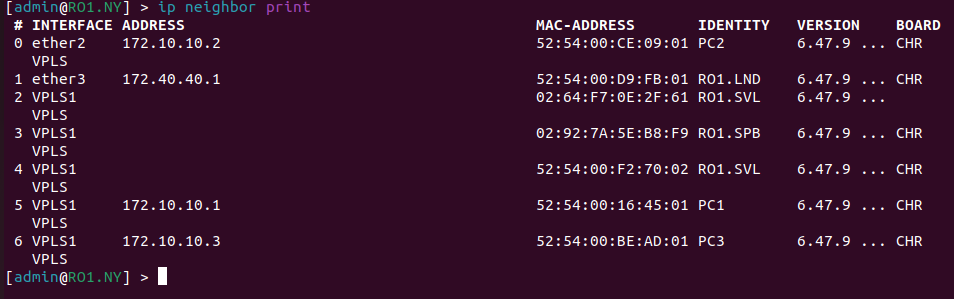 [admin@RO1.NY] > ip neighbor print
# INTERFACE ADDRESS MAC-ADDRESS IDENTITY VERSION BOARD
0 ether2 172.10.10.2 52:54:00:CE:09:01 PC2 6.47.9 ... CHR
VPLS
1 ether3 172.40.40.1 52:54:00:D9:FB:01 RO1.LND 6.47.9 ... CHR
2 VPLS1 02:64:F7:0E:2F:61 RO1.SVL 6.47.9 ...
VPLS
3 VPLS1 02:92:7A:5E:B8:F9 RO1.SPB 6.47.9 ... CHR
VPLS
4 VPLS1 52:54:00:F2:70:02 RO1.SVL 6.47.9 ... CHR
VPLS
5 VPLS1 172.10.10.1 52:54:00:16:45:01 PC1 6.47.9 ... CHR
VPLS
6 VPLS1 172.10.10.3 52:54:00:BE:AD:01 PC3 6.47.9 ... CHR
VPLS
[admin@RO1.NY] >